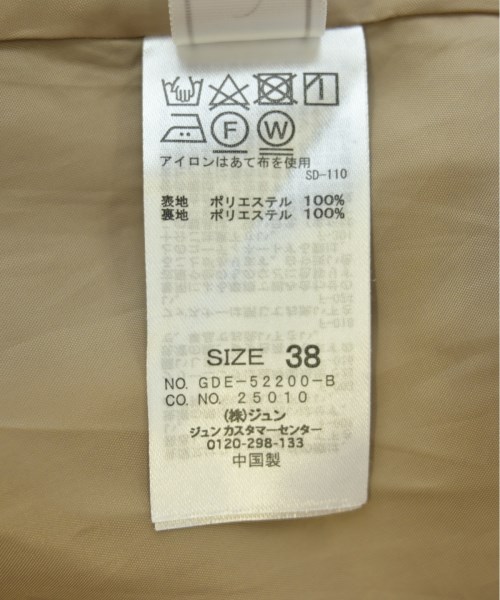 F W
アイロンはあて布を使用
SD-110
表地 ポリエステル 100%
裏地 ポリエステル 100%
SIZE 38
NO. GDE-52200-B
CO. NO. 25010
(株)ジュン
ジュン カスタマーセンター
0120-298-133
中国製